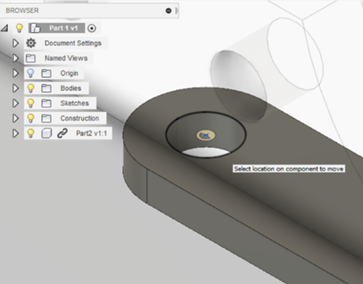 BROWSER
Part 1 v1
Document Settings
Named Views
Origin
Bodies
Sketches
Construction
Part2 v1:1
Select location on component to move